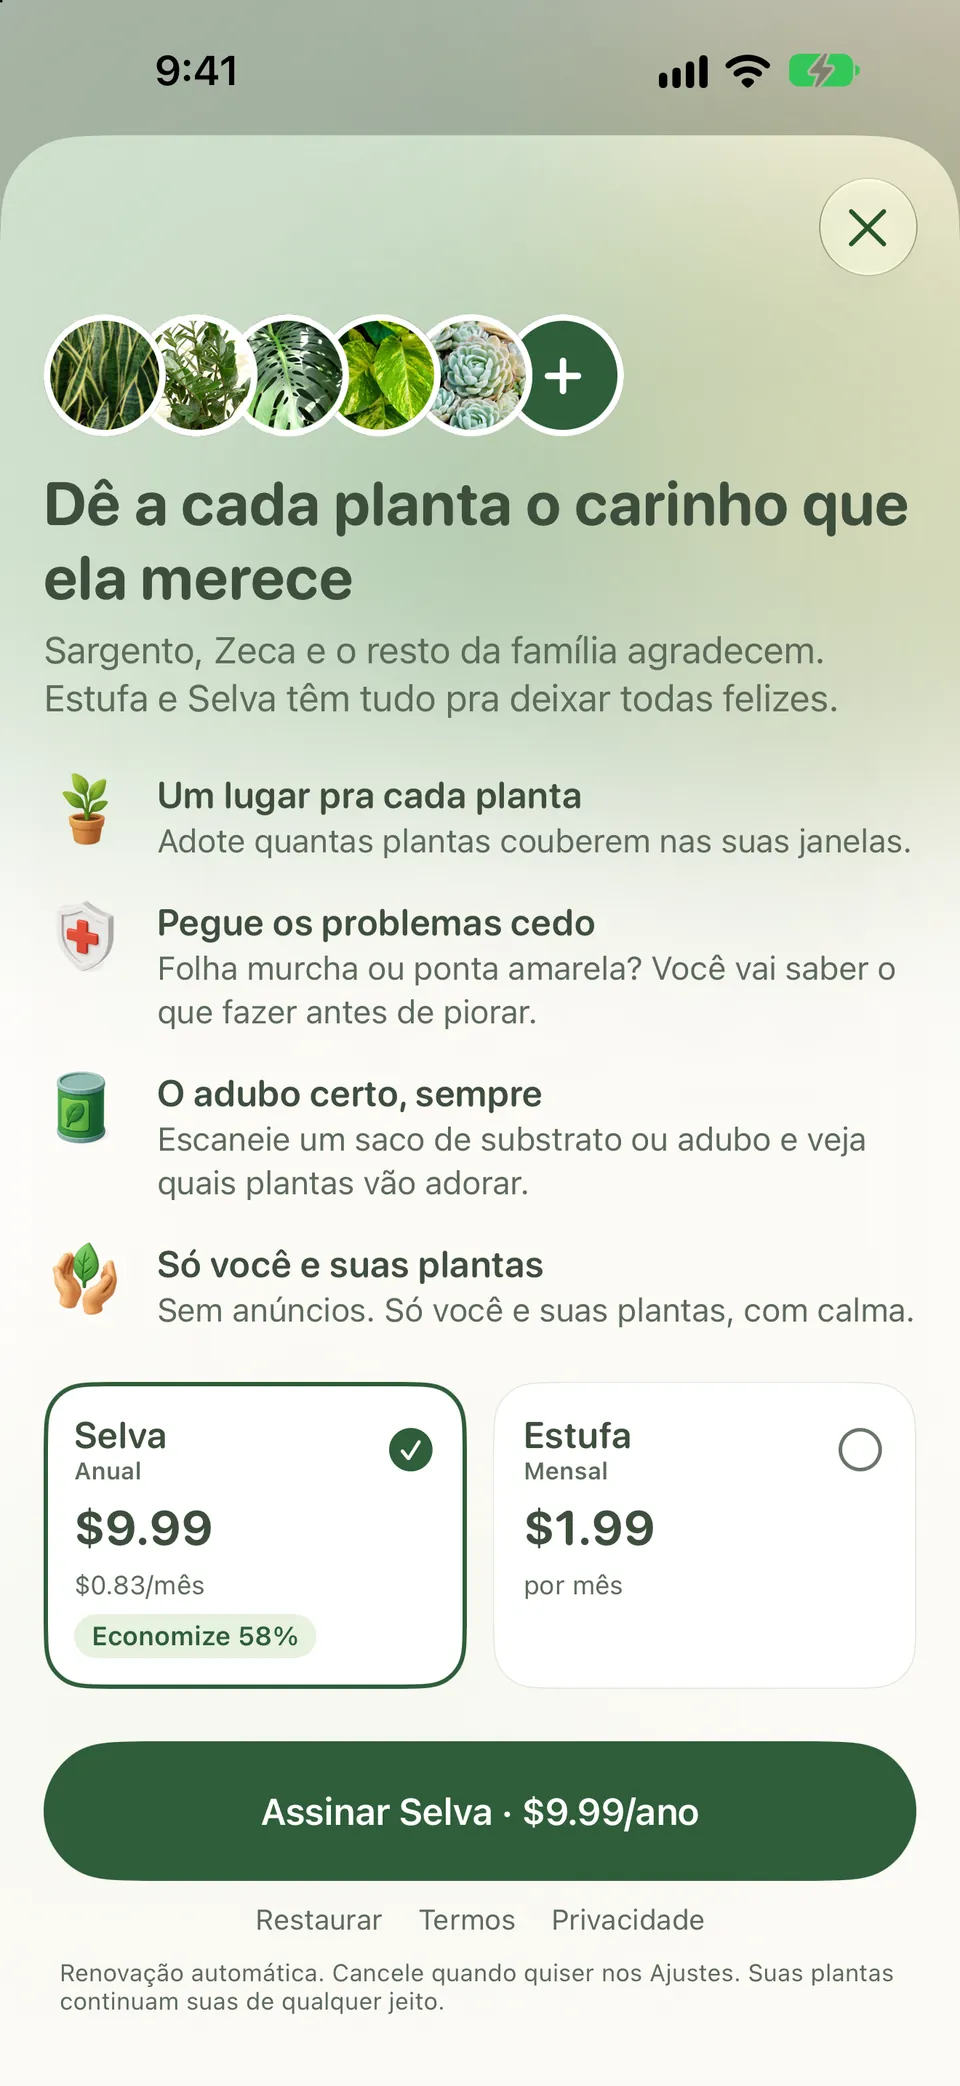 9:41
Dê a cada planta o carinho que
ela merece
Sargento, Zeca e o resto da família agradecem.
Estufa e Selva têm tudo pra deixar todas felizes.
Um lugar pra cada planta
Adote quantas plantas couberem nas suas janelas.
Pegue os problemas cedo
Folha murcha ou ponta amarela? Você vai saber o
que fazer antes de piorar.
O adubo certo, sempre
Escaneie um saco de substrato ou adubo e veja
quais plantas vão adorar.
Só você e suas plantas
Sem anúncios. Só você e suas plantas, com calma.
Selva
Anual
$9.99
$0.83/mês
Economize 58%
Estufa
Mensal
$1.99
por mês
Assinar Selva · $9.99/ano
Restaurar Termos Privacidade
Renovação automática. Cancele quando quiser nos Ajustes. Suas plantas
continuam suas de qualquer jeito.